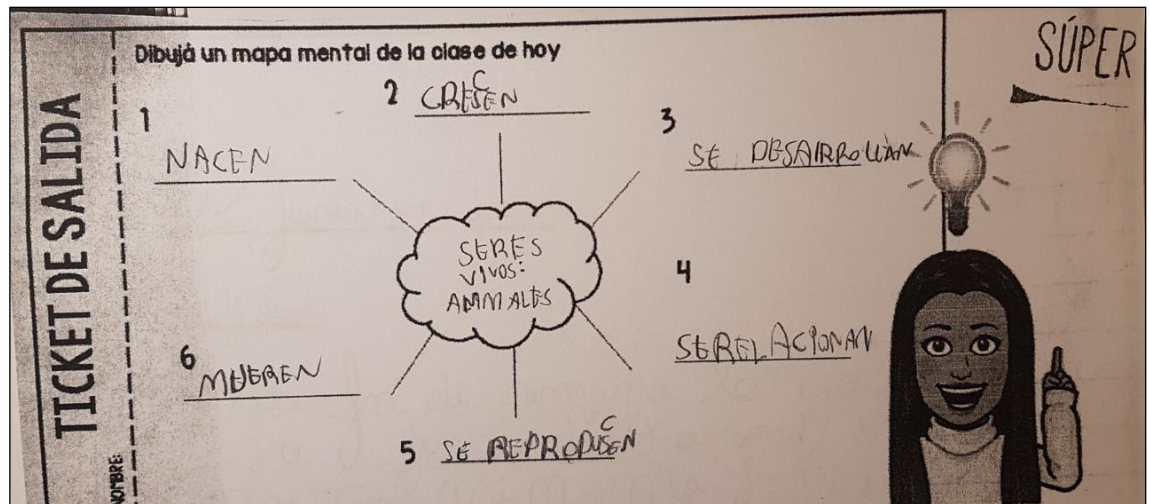 Dibujá un mapa mental de la clase de hoy
SÚPER
TICKET DE SALIDA
NOMBRE:
1
NACEN
2 CRESEN
C
3
SE DESAIRROLLAN
SERES
VIVOS:
ANIMALES
4
SERELACIONAN
5 SE REPRODUSEN
C
6
MUEREN